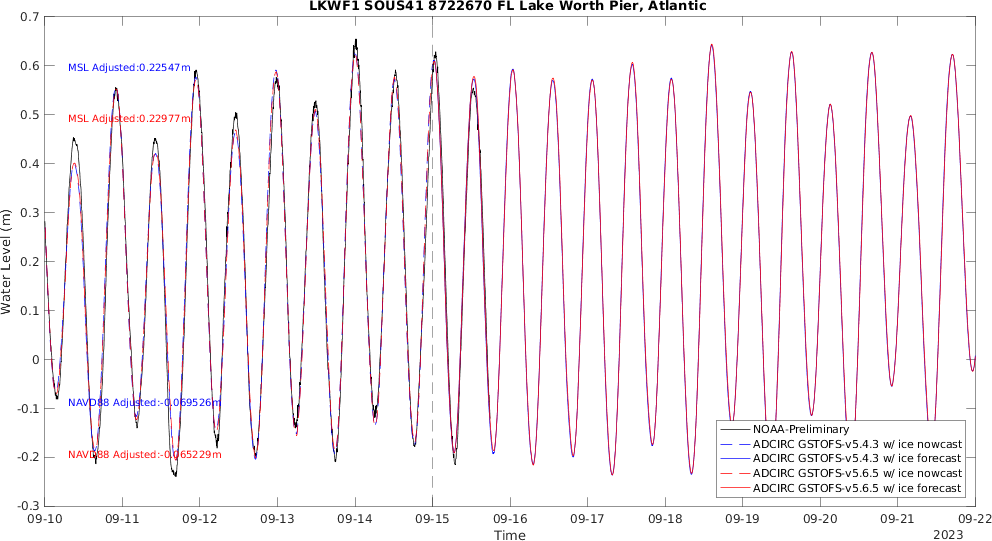 LKWF1 SOUS41 8722670 FL Lake Worth Pier, Atlantic
0.7
0.6
0.5
0.4
0.3
0.2
0.1
0
-0.1
-0.2
-0.3
Water Level (m)
MSL Adjusted:0.22547m
MSL Adjusted:0.22977m
NAVD88 Adjusted:-0.069526m
NAVD88 Adjusted:-0.065229m
NOAA-Preliminary
ADCIRC GSTOFS-v5.4.3 w/ ice nowcast
ADCIRC GSTOFS-v5.4.3 w/ ice forecast
ADCIRC GSTOFS-v5.6.5 w/ ice nowcast
ADCIRC GSTOFS-v5.6.5 w/ ice forecast
09-10 09-11 09-12 09-13 09-14 09-15 09-16 09-17 09-18 09-19 09-20 09-21 09-22
Time
2023